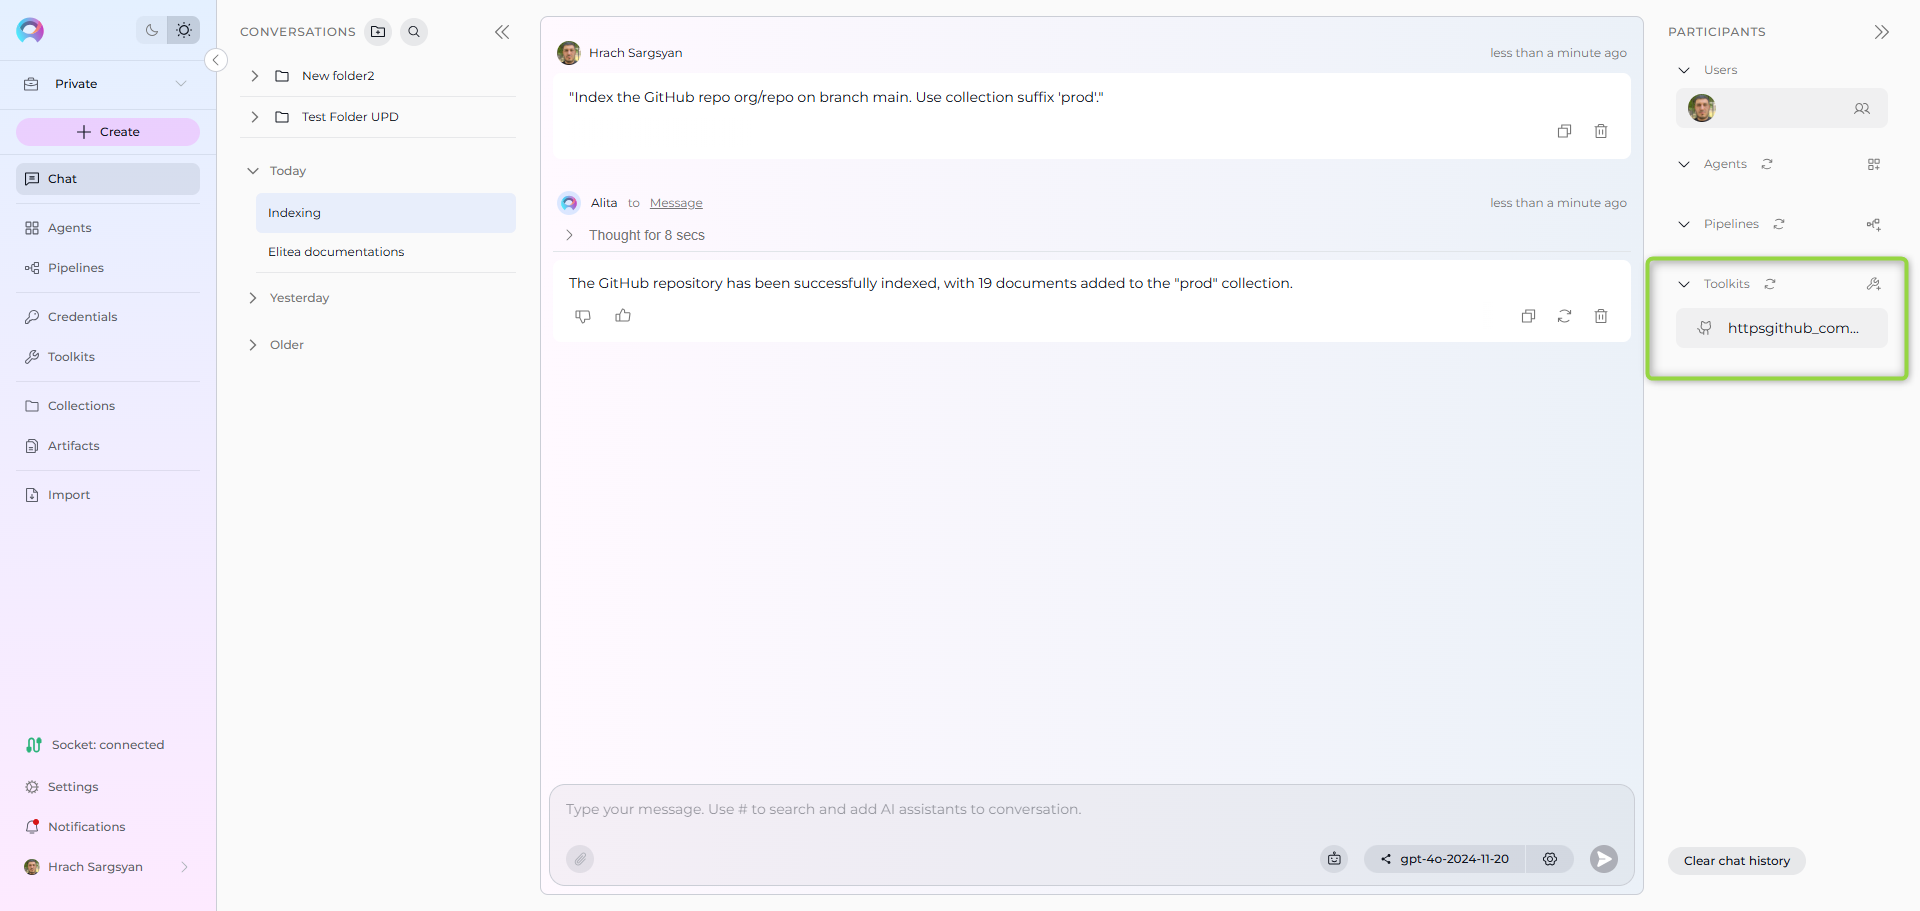 Private
Create
Chat
Agents
Pipelines
Credentials
Toolkits
Collections
Artifacts
Import
Socket: connected
Settings
Notifications
Hrach Sargsyan
CONVERSATIONS
New folder2
Test Folder UPD
Today
Indexing
Elitea documentations
Yesterday
Older
Hrach Sargsyan
less than a minute ago
"Index the GitHub repo org/repo on branch main. Use collection suffix 'prod'."
Alita to Message
less than a minute ago
Thought for 8 secs
The GitHub repository has been successfully indexed, with 19 documents added to the "prod" collection.
Type your message. Use # to search and add AI assistants to conversation.
gpt-4o-2024-11-20
PARTICIPANTS
Users
Agents
Pipelines
Toolkits
httpsgithub_com...
Clear chat history